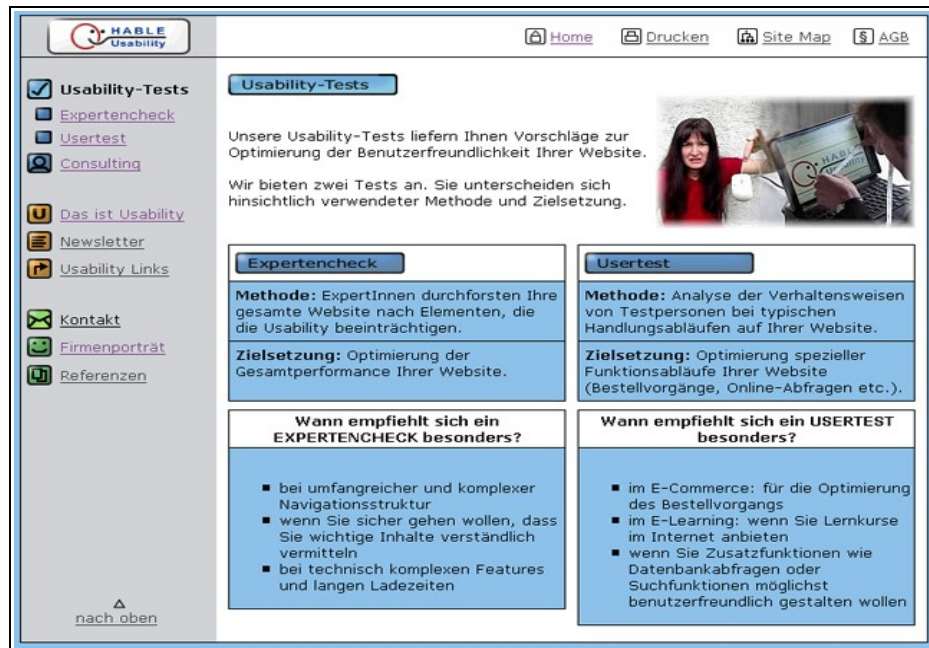 HABLE
Usability
Home
Drucken
Site Map
§ AGB
Usability-Tests
Expertencheck
Usertest
Consulting
U Das ist Usability
Newsletter
Usability Links
Kontakt
Firmenporträt
Referenzen
nach oben
Usability-Tests
Unsere Usability-Tests liefern Ihnen Vorschläge zur
Optimierung der Benutzerfreundlichkeit Ihrer Website.
Wir bieten zwei Tests an. Sie unterscheiden sich
hinsichtlich verwendeter Methode und Zielsetzung.
HABLE
Usability
Expertencheck
Methode: ExpertInnen durchforsten Ihre
gesamte Website nach Elementen, die
die Usability beeinträchtigen.
Zielsetzung: Optimierung der
Gesamtperformance Ihrer Website.
Wann empfiehlt sich ein
EXPERTENCHECK besonders?
bei umfangreicher und komplexer
Navigationsstruktur
wenn Sie sicher gehen wollen, dass
Sie wichtige Inhalte verständlich
vermitteln
bei technisch komplexen Features
und langen Ladezeiten
Usertest
Methode: Analyse der Verhaltensweisen
von Testpersonen bei typischen
Handlungsabläufen auf Ihrer Website.
Zielsetzung: Optimierung spezieller
Funktionsabläufe Ihrer Website
(Bestellvorgänge, Online-Abfragen etc.).
Wann empfiehlt sich ein USERTEST
besonders?
im E-Commerce: für die Optimierung
des Bestellvorgangs
im E-Learning: wenn Sie Lernkurse
im Internet anbieten
wenn Sie Zusatzfunktionen wie
Datenbankabfragen oder
Suchfunktionen möglichst
benutzerfreundlich gestalten wollen